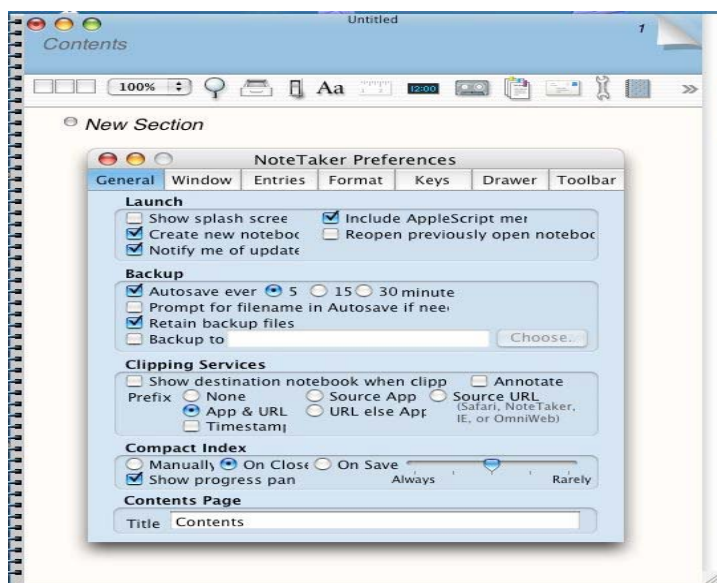 Untitled
1
Contents
100%
Aa
12:00
»
New Section
NoteTaker Preferences
General Window Entries Format Keys Drawer Toolbar
Launch
Show splash scree Include AppleScript mer
Create new noteboc Reopen previously open noteboc
Notify me of update
Backup
Autosave ever 5 15 30 minute
Prompt for filename in Autosave if nee
Retain backup files
Backup to Choose..
Clipping Services
Show destination notebook when clipp Annotate
Prefix None Source App Source URL
App & URL URL else App (Safari, NoteTaker,
Timestamp IE, or OmniWeb)
Compact Index
Manually On Close On Save
Show progress pan Always Rarely
Contents Page
Title Contents